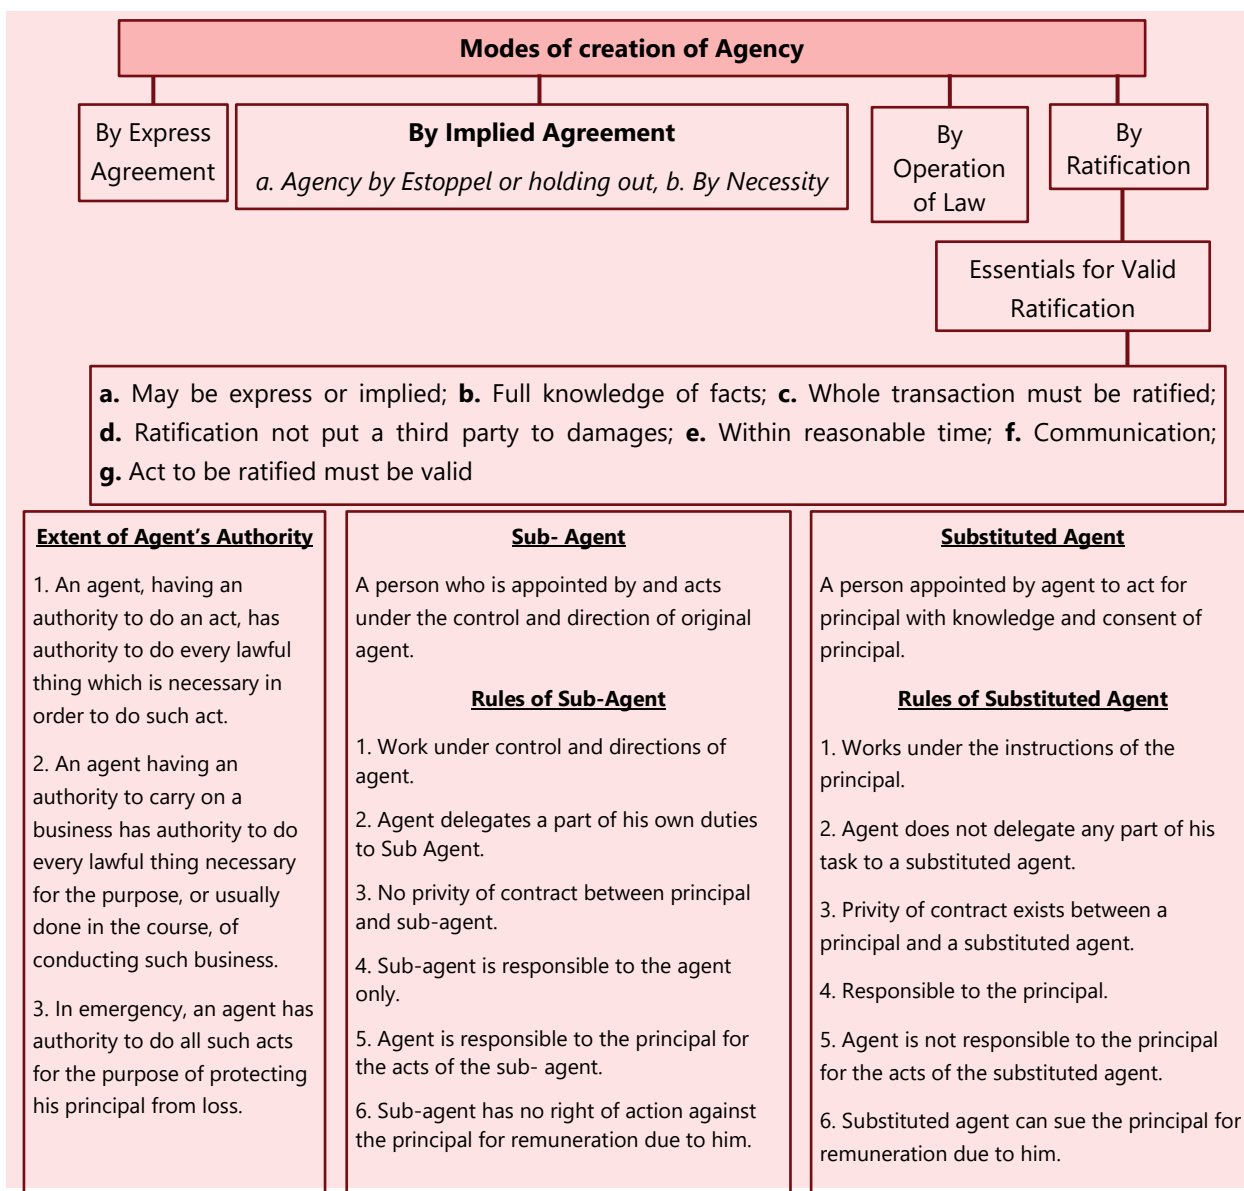 Modes of creation of Agency
By Express
Agreement
By Implied Agreement
a. Agency by Estoppel or holding out, b. By Necessity
By
Operation
of Law
By
Ratification
Essentials for Valid
Ratification
a. May be express or implied; b. Full knowledge of facts; c. Whole transaction must be ratified;
d. Ratification not put a third party to damages; e. Within reasonable time; f. Communication;
g. Act to be ratified must be valid
Extent of Agent's Authority
1. An agent, having an
authority to do an act, has
authority to do every lawful
thing which is necessary in
order to do such act.
2. An agent having an
authority to carry on a
business has authority to do
every lawful thing necessary
for the purpose, or usually
done in the course, of
conducting such business.
3. In emergency, an agent has
authority to do all such acts
for the purpose of protecting
his principal from loss.
Sub- Agent
A person who is appointed by and acts
under the control and direction of original
agent.
Rules of Sub-Agent
1. Work under control and directions of
agent.
2. Agent delegates a part of his own duties
to Sub Agent.
3. No privity of contract between principal
and sub-agent.
4. Sub-agent is responsible to the agent
only.
5. Agent is responsible to the principal for
the acts of the sub- agent.
6. Sub-agent has no right of action against
the principal for remuneration due to him.
Substituted Agent
A person appointed by agent to act for
principal with knowledge and consent of
principal.
Rules of Substituted Agent
1. Works under the instructions of the
principal.
2. Agent does not delegate any part of his
task to a substituted agent.
3. Privity of contract exists between a
principal and a substituted agent.
4. Responsible to the principal.
5. Agent is not responsible to the principal
for the acts of the substituted agent.
6. Substituted agent can sue the principal for
remuneration due to him.